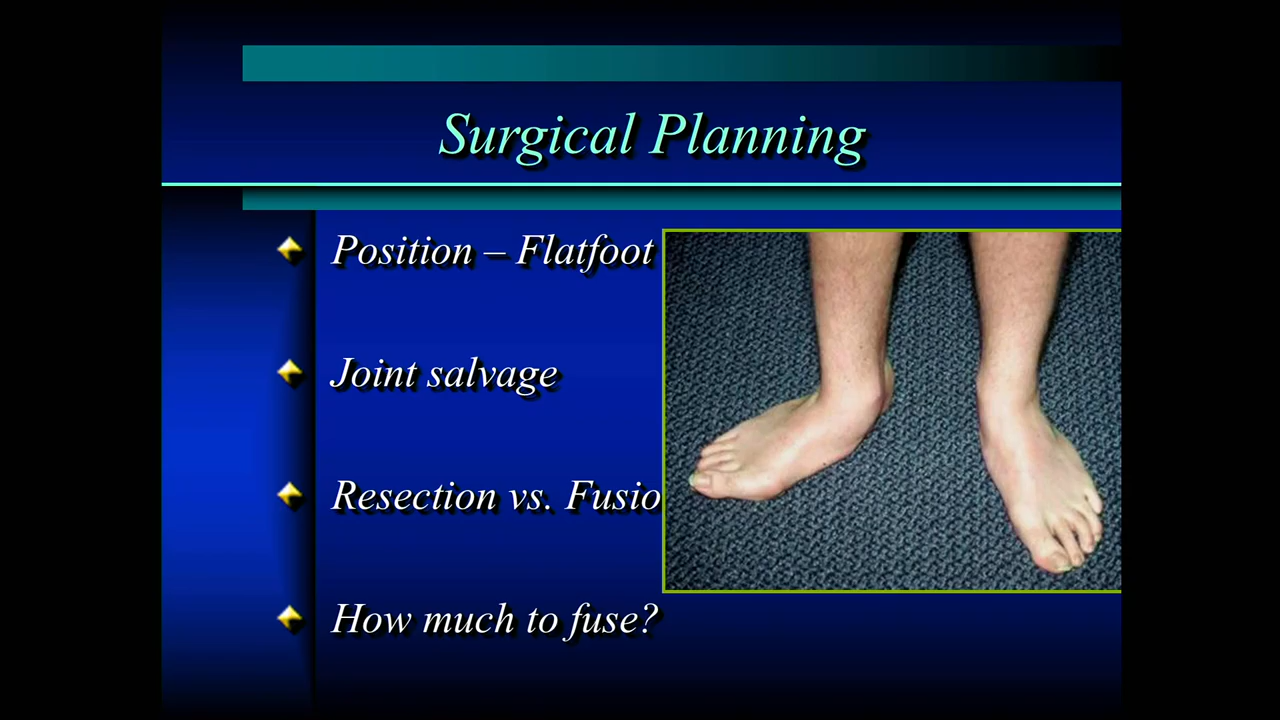 Surgical Planning
Position – Flatfoot
Joint salvage
Resection vs. Fusio
How much to fuse?